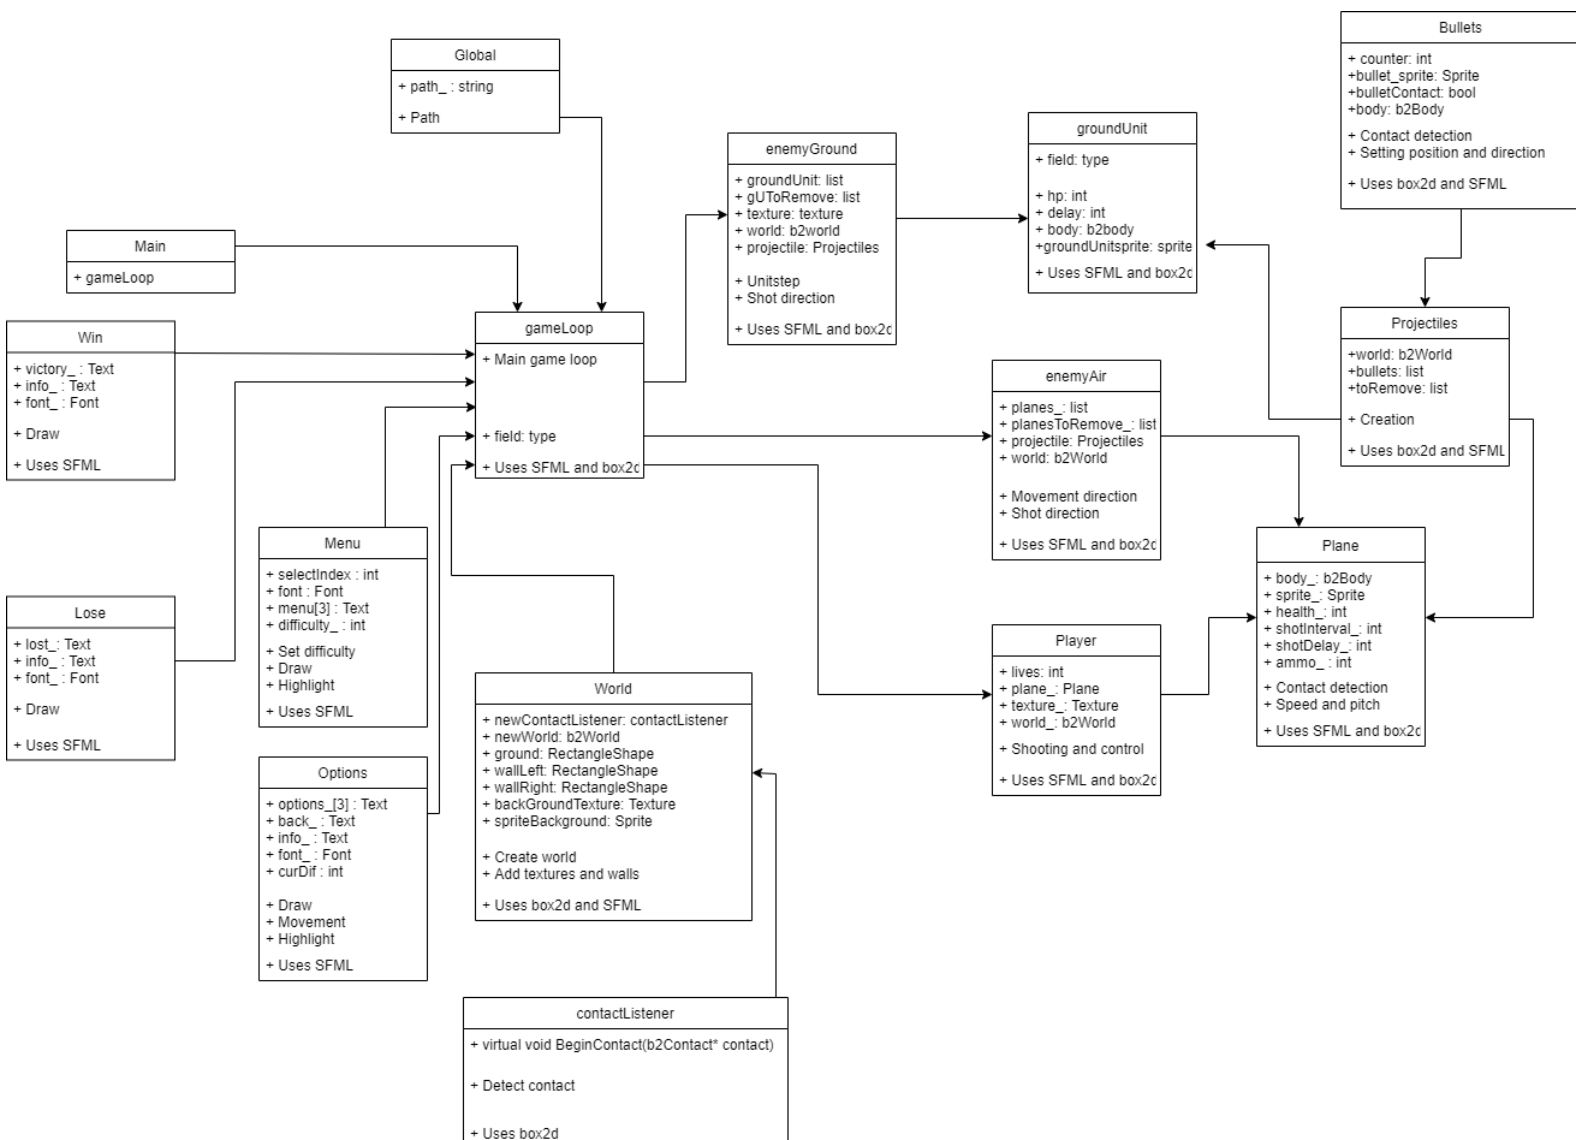 Global
+ path_ : string
+ Path
Bullets
+ counter: int
+bullet_sprite: Sprite
+bulletContact: bool
+body: b2Body
+ Contact detection
+ Setting position and direction
+ Uses box2d and SFML
enemyGround
+ groundUnit: list
+ gUToRemove: list
+ texture: texture
+ world: b2world
+ projectile: Projectiles
+ Unitstep
+ Shot direction
+ Uses SFML and box2d
groundUnit
+ field: type
+ hp: int
+ delay: int
+ body: b2body
+groundUnitsprite: sprite
+ Uses SFML and box2d
Main
+ gameLoop
Win
+ victory_ : Text
+ info_ : Text
+ font_ : Font
+ Draw
+ Uses SFML
gameLoop
+ Main game loop
+ field: type
+ Uses SFML and box2d
Projectiles
+world: b2World
+bullets: list
+toRemove: list
+ Creation
+ Uses box2d and SFML
enemyAir
+ planes_: list
+ planesToRemove_: list
+ projectile: Projectiles
+ world: b2World
+ Movement direction
+ Shot direction
+ Uses SFML and box2d
Menu
+ selectIndex : int
+ font : Font
+ menu[3] : Text
+ difficulty_ : int
+ Set difficulty
+ Draw
+ Highlight
+ Uses SFML
Plane
+ body_: b2Body
+ sprite_: Sprite
+ health_: int
+ shotInterval_: int
+ shotDelay_: int
+ ammo_ : int
+ Contact detection
+ Speed and pitch
+ Uses SFML and box2d
Lose
+ lost_: Text
+ info_ : Text
+ font_ : Font
+ Draw
+ Uses SFML
Player
+ lives: int
+ plane_: Plane
+ texture_: Texture
+ world_: b2World
+ Shooting and control
+ Uses SFML and box2d
World
+ newContactListener: contactListener
+ newWorld: b2World
+ ground: RectangleShape
+ wallLeft: RectangleShape
+ wallRight: RectangleShape
+ backGroundTexture: Texture
+ spriteBackground: Sprite
+ Create world
+ Add textures and walls
+ Uses box2d and SFML
Options
+ options_[3] : Text
+ back_ : Text
+ info_ : Text
+ font_ : Font
+ curDif : int
+ Draw
+ Movement
+ Highlight
+ Uses SFML
contactListener
+ virtual void BeginContact(b2Contact* contact)
+ Detect contact
+ Uses box2d